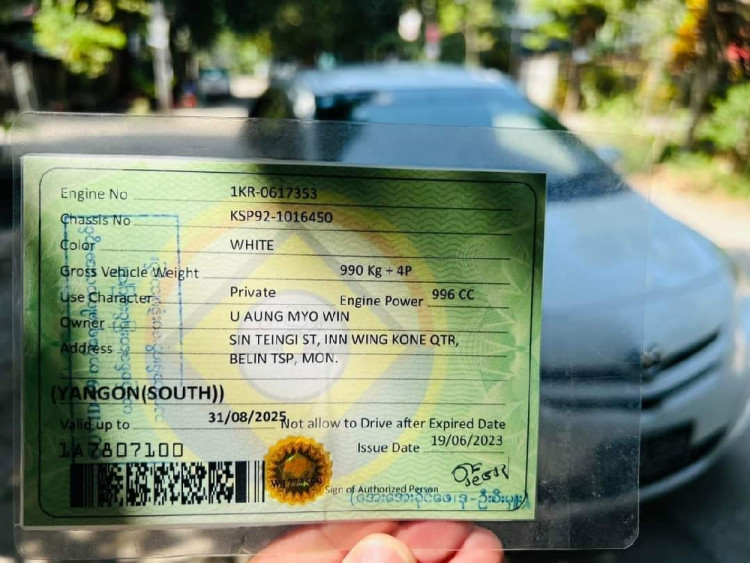 Engine No 1KR-0617353
Chassis No KSP92-1016450
Color WHITE
Gross Vehicle Weight 990 Kg + 4P
Use Character Private Engine Power 996 CC
Owner U AUNG MYO WIN
Address SIN TEINGI ST, INN WING KONE QTR,
BELIN TSP, MON.
(YANGON(SOUTH))
Valid up to 31/08/2025 Not allow to Drive after Expired Date
1A7807100 Issue Date 19/06/2023
Sign of Authorized Person